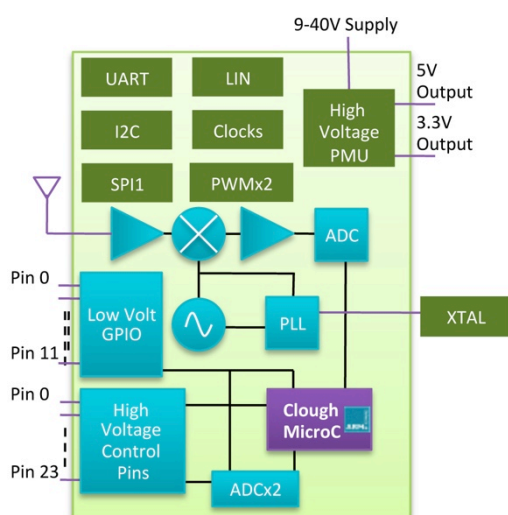 9-40V Supply
UART
LIN
5V
Output
High
Voltage
PMU
I2C
Clocks
3.3V
Output
SPI1
PWMx2
ADC
Pin 0
Low Volt
GPIO
PLL
XTAL
Pin 11
Pin 0
High
Voltage
Control
Pins
Clough
MicroC
Pin 23
ADCx2